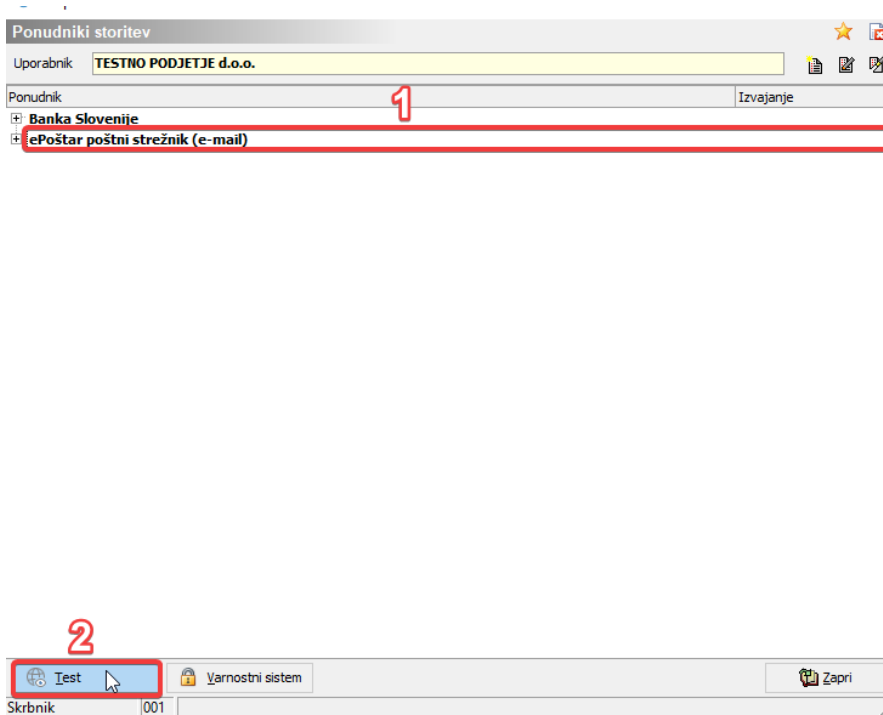 Ponudniki storitev
Uporabnik TESTNO PODJETJE d.o.o.
Ponudnik Izvajanje
1
Banka Slovenije
ePoštar poštni strežnik (e-mail)
2
Test Varnostni sistem Zapri
Skrbnik 001